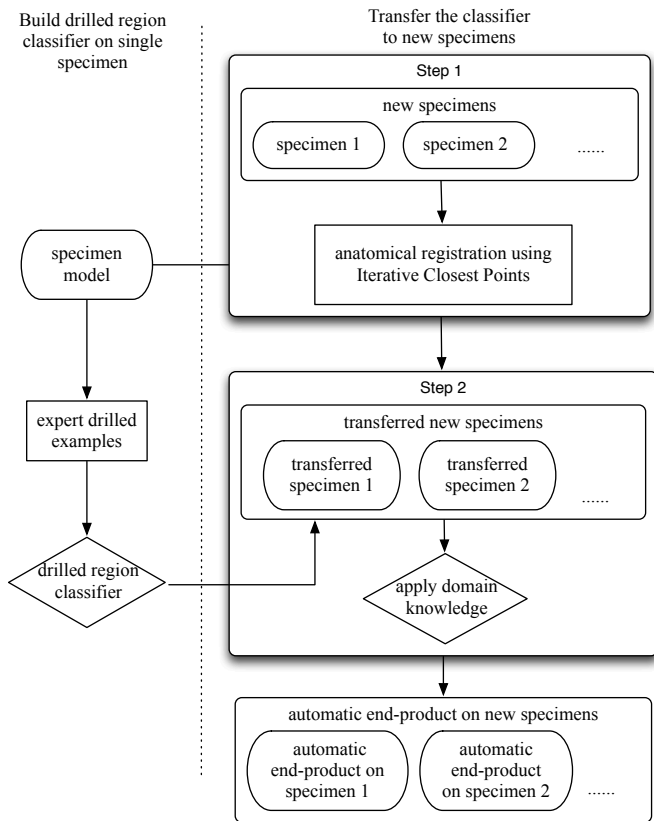 Build drilled region
classifier on single
specimen
Transfer the classifier
to new specimens
Step 1
new specimens
specimen 1
specimen 2
......
specimen
model
anatomical registration using
Iterative Closest Points
Step 2
expert drilled
examples
transferred new specimens
transferred
specimen 1
transferred
specimen 2
......
drilled region
classifier
apply domain
knowledge
automatic end-product on new specimens
automatic
end-product on
specimen 1
automatic
end-product
on specimen 2
......